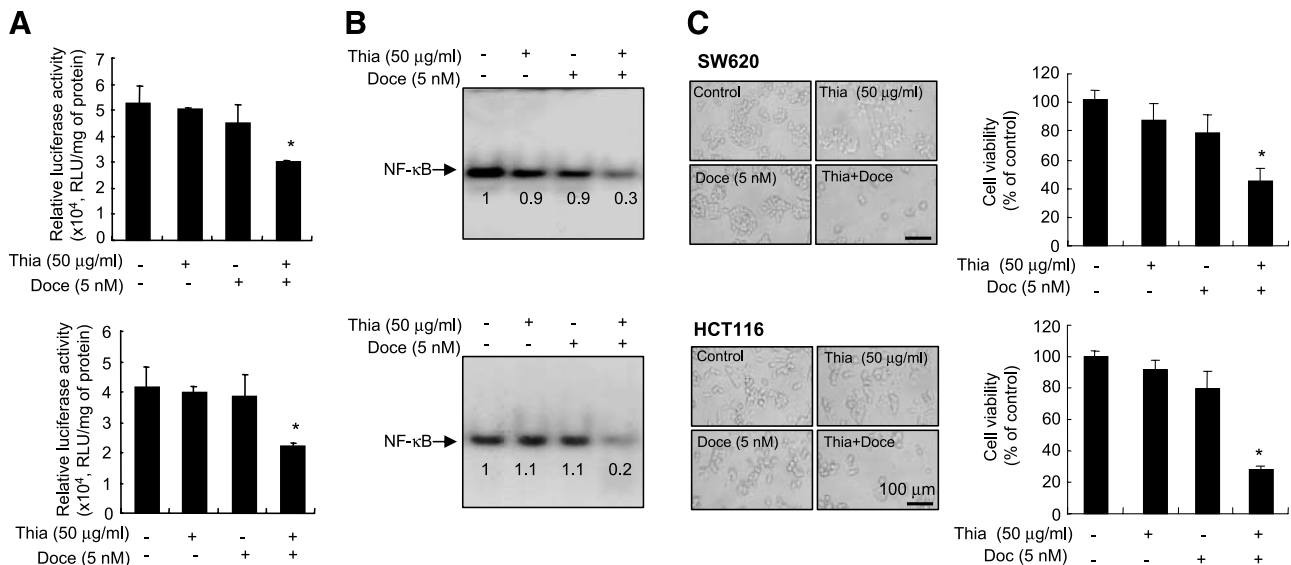 A
Relative luciferase activity
(x10⁴, RLU/mg of protein)
7
6
5
4
3
2
1
0
*
Thia (50 μg/ml) - + - +
Doce (5 nM) - - + +
Relative luciferase activity
(x10⁴, RLU/mg of protein)
6
5
4
3
2
1
0
*
Thia (50 μg/ml) - + - +
Doce (5 nM) - - + +
B
Thia (50 μg/ml) - + - +
Doce (5 nM) - - + +
NF-κB
1 0.9 0.9 0.3
Thia (50 μg/ml) - + - +
Doce (5 nM) - - + +
NF-κB
1 1.1 1.1 0.2
C
SW620
Control
Thia (50 μg/ml)
Doce (5 nM)
Thia+Doce
Cell viability
(% of control)
120
100
80
60
40
20
0
*
Thia (50 μg/ml) - + - +
Doc (5 nM) - - + +
HCT116
Control
Thia (50 μg/ml)
Doce (5 nM)
Thia+Doce
100 μm
Cell viability
(% of control)
120
100
80
60
40
20
0
*
Thia (50 μg/ml) - + - +
Doc (5 nM) - - + +